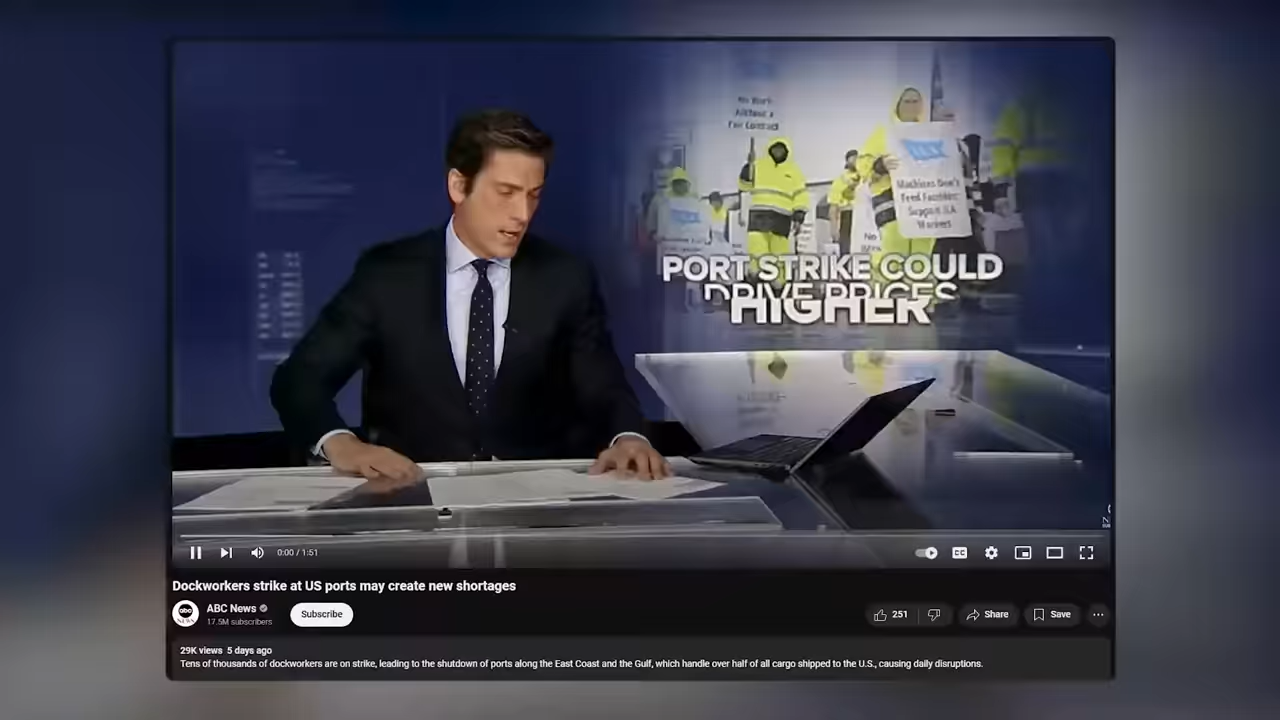 No Work
Without a
Fair Contract
Machines Don't
Feed Families
Support ILA
Workers
No
PORT STRIKE COULD
DRIVE PRICES
HIGHER
0:00 / 1:51
CC
Dockworkers strike at US ports may create new shortages
abc
NEWS
ABC News
17.5M subscribers
Subscribe
251
Share
Save
29K views 5 days ago
Tens of thousands of dockworkers are on strike, leading to the shutdown of ports along the East Coast and the Gulf, which handle over half of all cargo shipped to the U.S., causing daily disruptions.